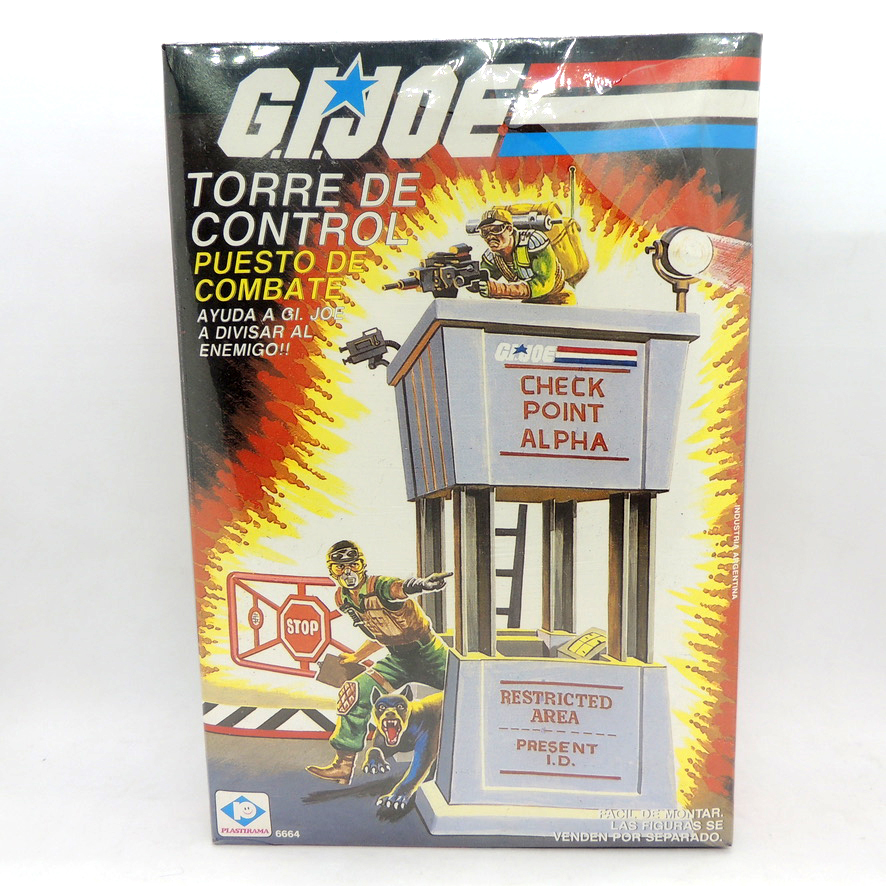 G.I. JOE
TORRE DE
CONTROL
PUESTO DE
COMBATE
AYUDA A GI. JOE
A DIVISAR AL
ENEMIGO!!
G.I. JOE
CHECK
POINT
ALPHA
INDUSTRIA ARGENTINA
STOP
RESTRICTED
AREA
PRESENT
I.D.
PLASTIRAMA
6664
FACIL DE MONTAR.
LAS FIGURAS SE
VENDEN POR SEPARADO.